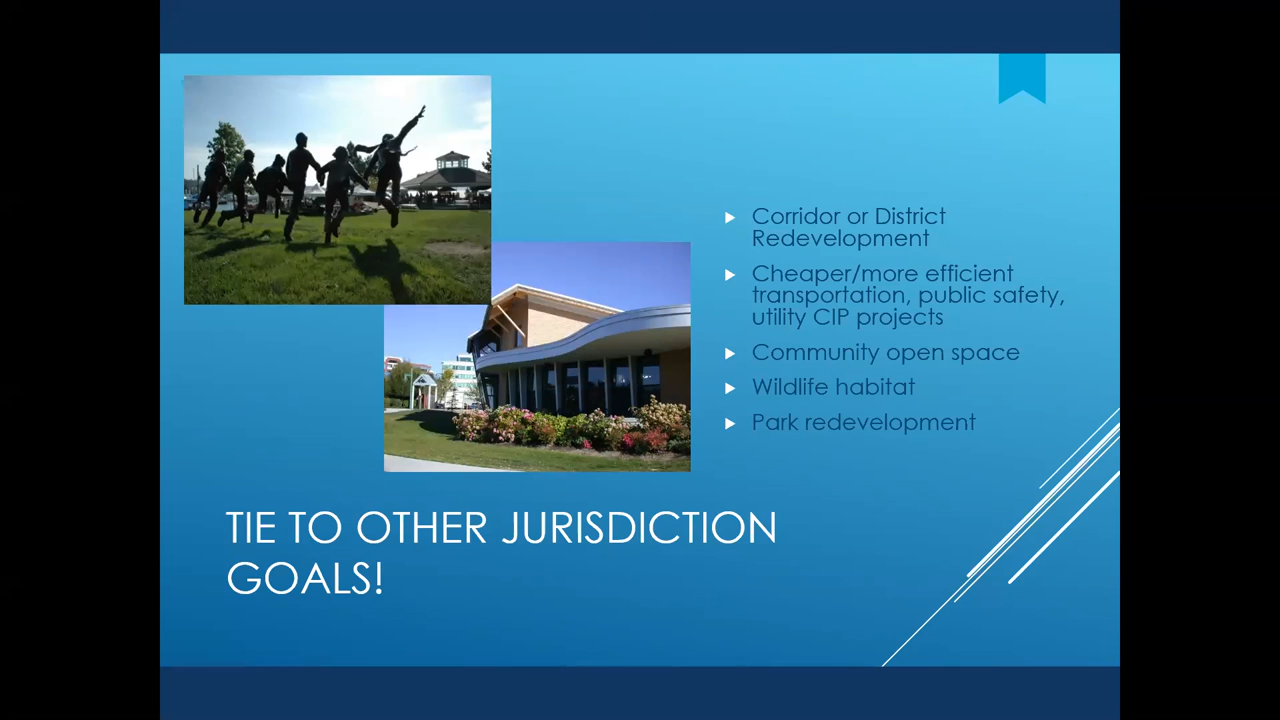 Corridor or District
Redevelopment
Cheaper/more efficient
transportation, public safety,
utility CIP projects
Community open space
Wildlife habitat
Park redevelopment
TIE TO OTHER JURISDICTION
GOALS!